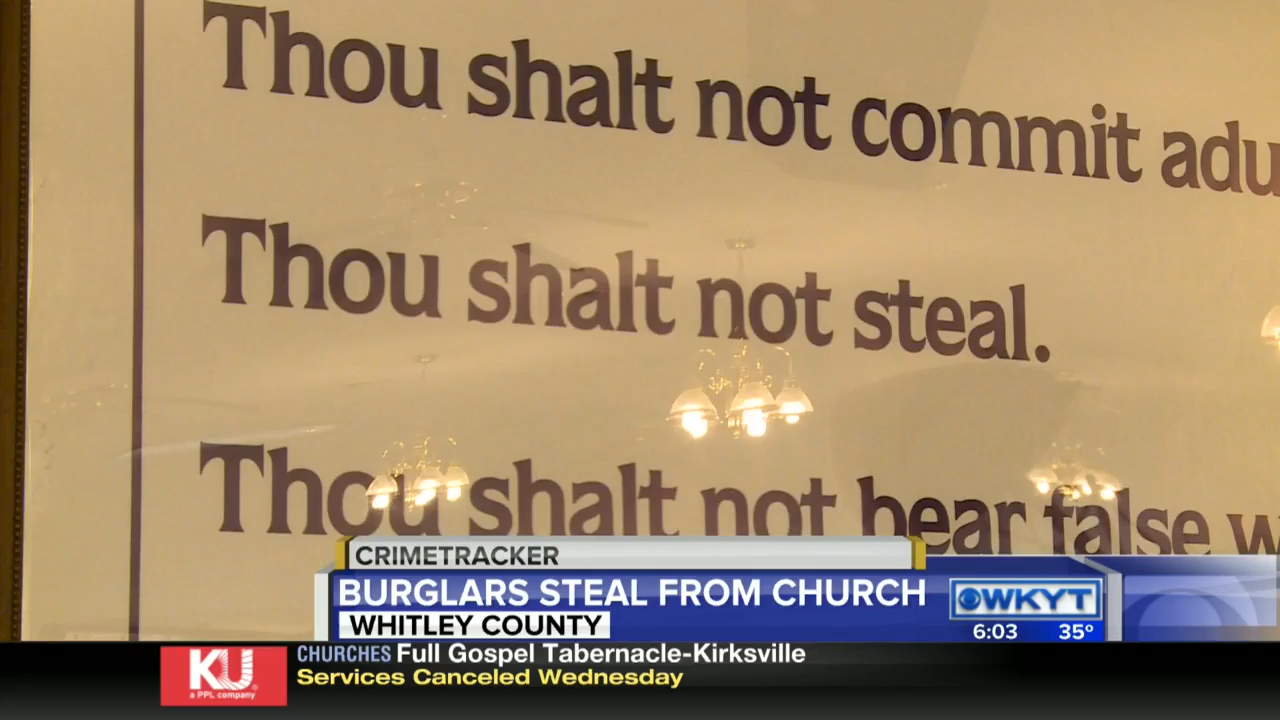 Thou shalt not commit adu
Thou shalt not steal.
Thou shalt not bear false w
CRIMETRACKER
BURGLARS STEAL FROM CHURCH
WKYT
WHITLEY COUNTY
6:03 35°
KU
a PPL company
CHURCHES Full Gospel Tabernacle-Kirksville
Services Canceled Wednesday